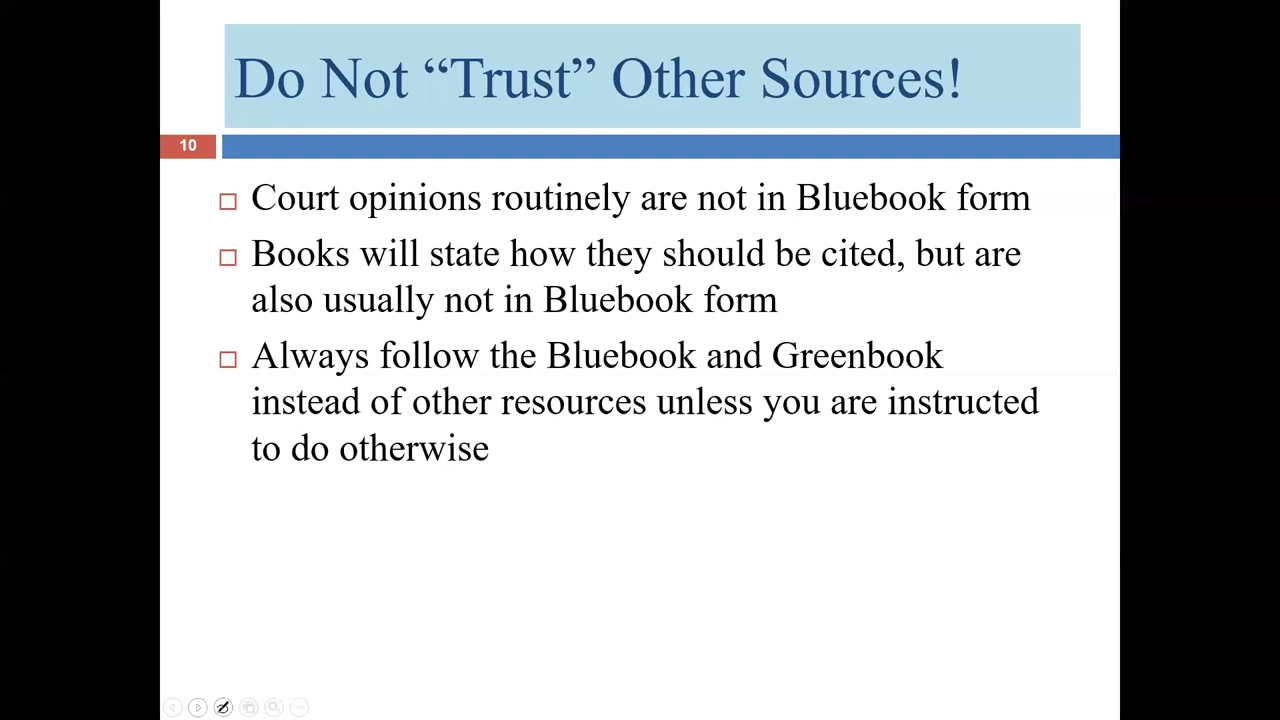 Do Not “Trust” Other Sources!
10
Court opinions routinely are not in Bluebook form
Books will state how they should be cited, but are
also usually not in Bluebook form
Always follow the Bluebook and Greenbook
instead of other resources unless you are instructed
to do otherwise